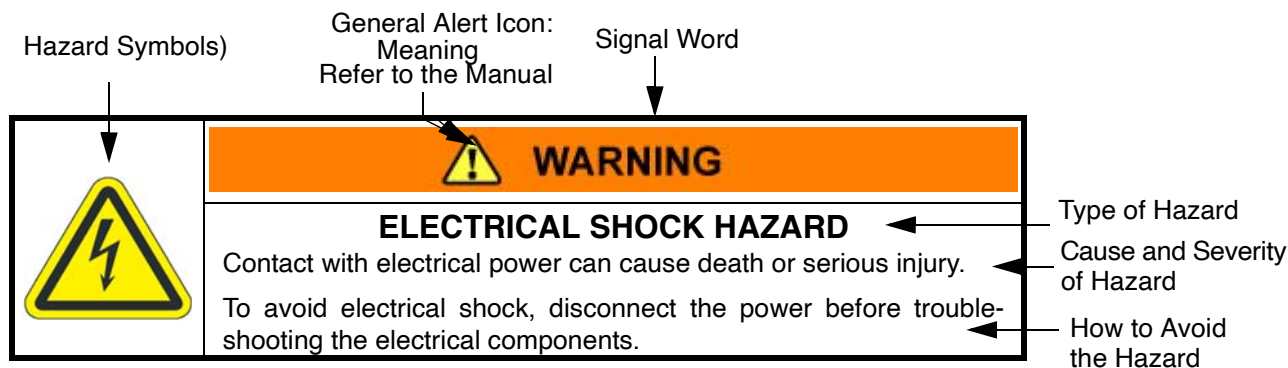 Hazard Symbols)
General Alert Icon:
Meaning
Refer to the Manual
Signal Word
WARNING
ELECTRICAL SHOCK HAZARD
Contact with electrical power can cause death or serious injury.
To avoid electrical shock, disconnect the power before trouble-
shooting the electrical components.
Type of Hazard
Cause and Severity
of Hazard
How to Avoid
the Hazard